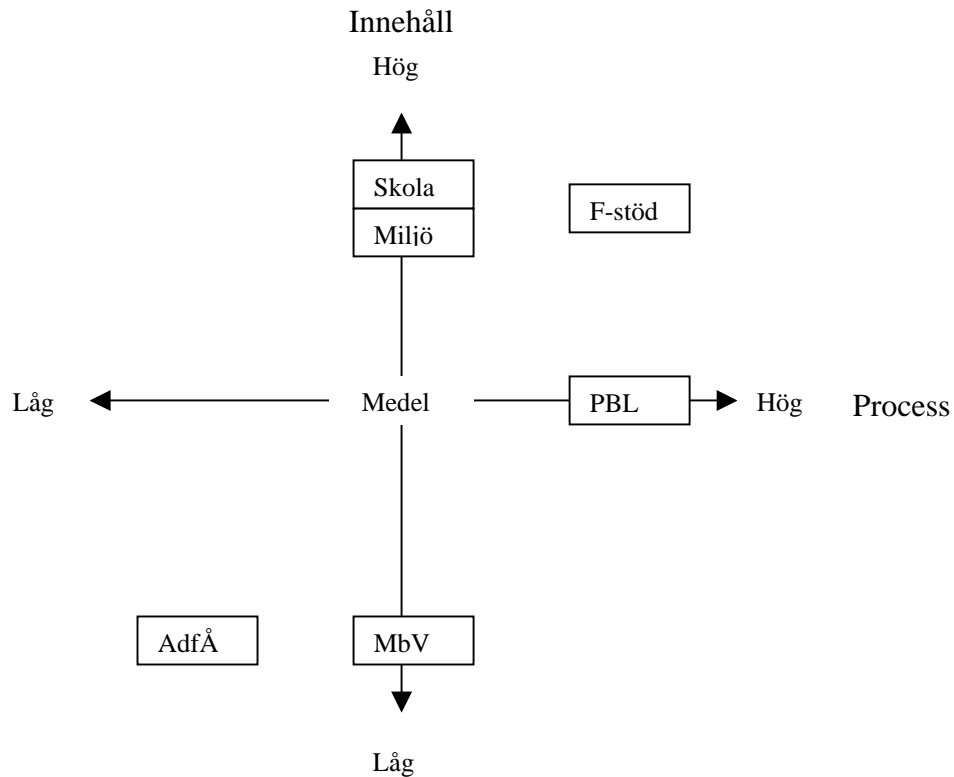 Innehåll
Hög
Skola
F-stöd
Miljö
Låg
Medel
PBL
Hög
Process
AdfÅ
MbV
Låg